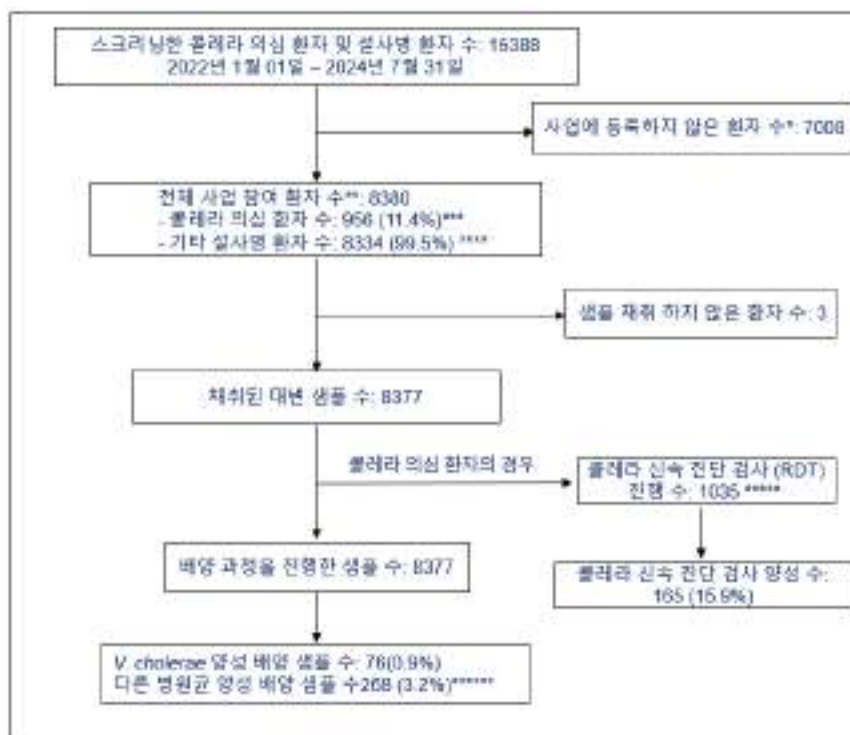 스크리닝한 콜레라 의심 환자 및 설사병 환자 수: 15388
2022년 1월 01일 – 2024년 7월 31일
사업에 등록하지 않은 환자 수*: 7008
전체 사업 참여 환자 수**: 8380
- 콜레라 의심 환자 수: 956 (11.4%)***
- 기타 설사병 환자 수: 8334 (99.5%) ****
샘플 채취 하지 않은 환자 수: 3
채취된 대변 샘플 수: 8377
콜레라 의심 환자의 경우
콜레라 신속 진단 검사 (RDT)
진행 수: 1035 *****
배양 과정을 진행한 샘플 수: 8377
콜레라 신속 진단 검사 양성 수:
165 (15.9%)
V. cholerae 양성 배양 샘플 수: 76(0.9%)
다른 병원균 양성 배양 샘플 수268 (3.2%)******